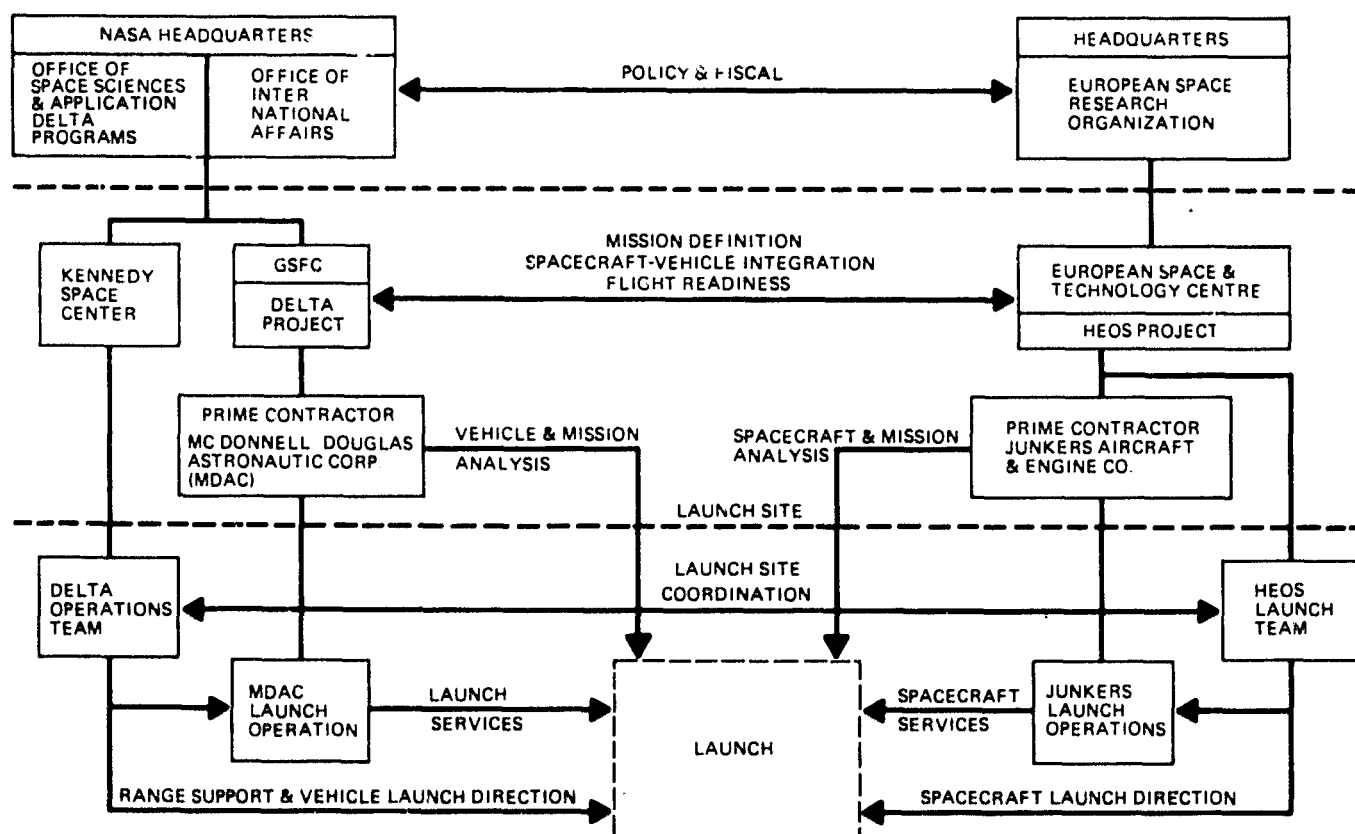 NASA HEADQUARTERS
OFFICE OF
SPACE SCIENCES
& APPLICATION
DELTA
PROGRAMS
OFFICE OF
INTER
NATIONAL
AFFAIRS
POLICY & FISCAL
HEADQUARTERS
EUROPEAN SPACE
RESEARCH
ORGANIZATION
KENNEDY
SPACE
CENTER
GSFC
DELTA
PROJECT
MISSION DEFINITION
SPACECRAFT-VEHICLE INTEGRATION
FLIGHT READINESS
EUROPEAN SPACE &
TECHNOLOGY CENTRE
HEOS PROJECT
PRIME CONTRACTOR
MC DONNELL DOUGLAS
ASTRONAUTIC CORP
(MDAC)
VEHICLE & MISSION
ANALYSIS
SPACECRAFT & MISSION
ANALYSIS
PRIME CONTRACTOR
JUNKERS AIRCRAFT
& ENGINE CO.
LAUNCH SITE
DELTA
OPERATIONS
TEAM
LAUNCH SITE
COORDINATION
HEOS
LAUNCH
TEAM
MDAC
LAUNCH
OPERATION
LAUNCH
SERVICES
LAUNCH
SPACECRAFT
SERVICES
JUNKERS
LAUNCH
OPERATIONS
RANGE SUPPORT & VEHICLE LAUNCH DIRECTION
SPACECRAFT LAUNCH DIRECTION